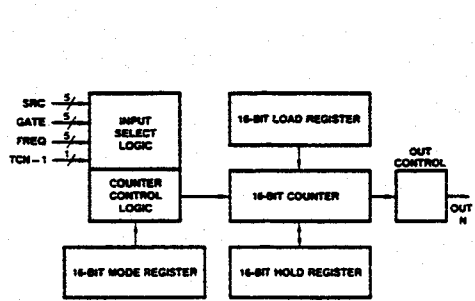 SRC 5
GATE 5
FREQ 5
TCN-1 1
INPUT
SELECT
LOGIC
COUNTER
CONTROL
LOGIC
16-BIT MODE REGISTER
16-BIT LOAD REGISTER
16-BIT COUNTER
16-BIT HOLD REGISTER
OUT
CONTROL
OUT
N